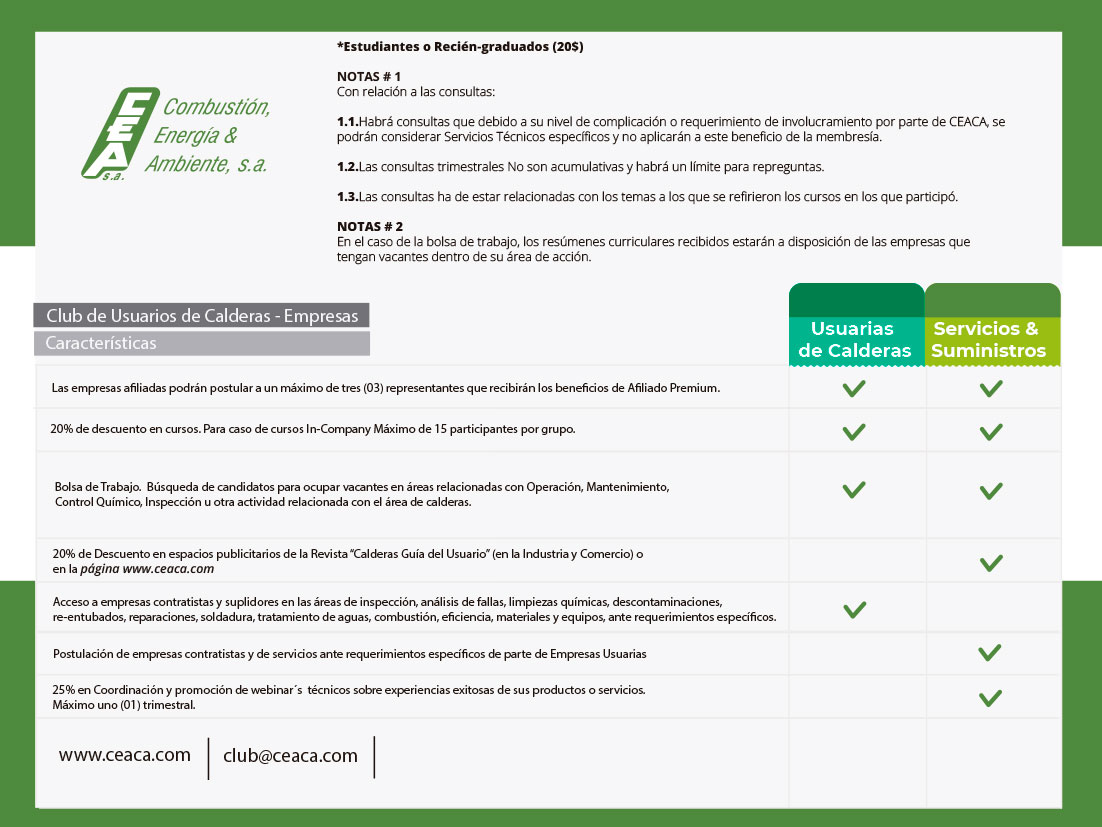 *Estudiantes o Recién-graduados (20$)
NOTAS # 1
Con relación a las consultas:
1.1.Habrá consultas que debido a su nivel de complicación o requerimiento de involucramiento por parte de CEACA, se
podrán considerar Servicios Técnicos específicos y no aplicarán a este beneficio de la membresía.
1.2.Las consultas trimestrales No son acumulativas y habrá un límite para repreguntas.
1.3.Las consultas ha de estar relacionadas con los temas a los que se refirieron los cursos en los que participó.
NOTAS # 2
En el caso de la bolsa de trabajo, los resúmenes curriculares recibidos estarán a disposición de las empresas que
tengan vacantes dentro de su área de acción.
CEA
s.a.
Combustión,
Energía &
Ambiente, s.a.
Club de Usuarios de Calderas - Empresas
Características
Usuarias
de Calderas
Servicios &
Suministros
Las empresas afiliadas podrán postular a un máximo de tres (03) representantes que recibirán los beneficios de Afiliado Premium.
20% de descuento en cursos. Para caso de cursos In-Company Máximo de 15 participantes por grupo.
Bolsa de Trabajo. Búsqueda de candidatos para ocupar vacantes en áreas relacionadas con Operación, Mantenimiento,
Control Químico, Inspección u otra actividad relacionada con el área de calderas.
20% de Descuento en espacios publicitarios de la Revista “Calderas Guía del Usuario” (en la Industria y Comercio) o
en la página www.ceaca.com
Acceso a empresas contratistas y suplidores en las áreas de inspección, análisis de fallas, limpiezas químicas, descontaminaciones,
re-entubados, reparaciones, soldadura, tratamiento de aguas, combustión, eficiencia, materiales y equipos, ante requerimientos específicos.
Postulación de empresas contratistas y de servicios ante requerimientos específicos de parte de Empresas Usuarias
25% en Coordinación y promoción de webinar´s técnicos sobre experiencias exitosas de sus productos o servicios.
Máximo uno (01) trimestral.
www.ceaca.com
club@ceaca.com